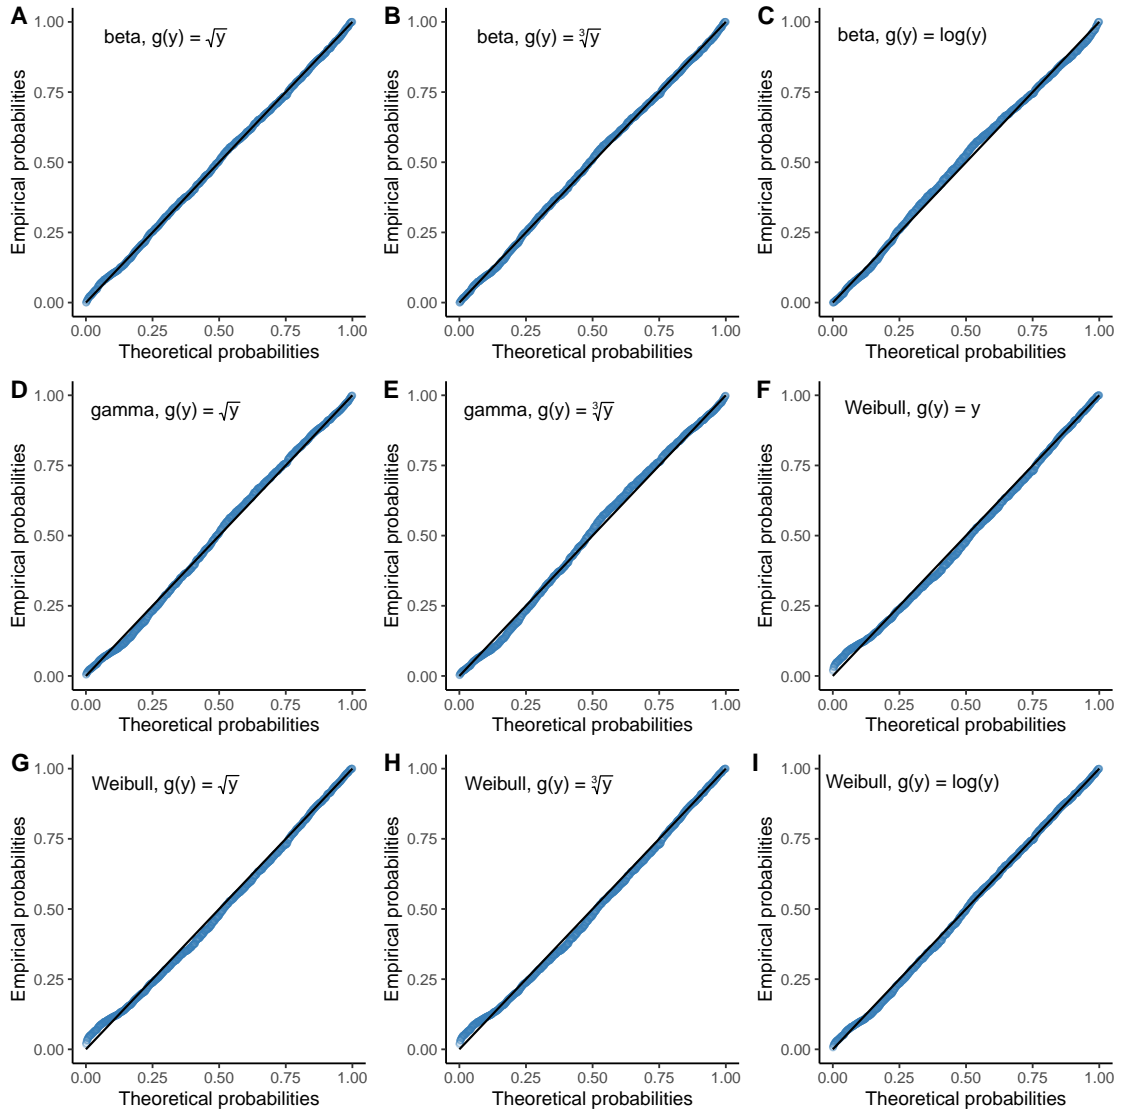 A
beta, g(y) = √y
1.00
0.75
0.50
0.25
0.00
Empirical probabilities
0.00 0.25 0.50 0.75 1.00
Theoretical probabilities
B
beta, g(y) = ∛y
1.00
0.75
0.50
0.25
0.00
Empirical probabilities
0.00 0.25 0.50 0.75 1.00
Theoretical probabilities
C
beta, g(y) = log(y)
1.00
0.75
0.50
0.25
0.00
Empirical probabilities
0.00 0.25 0.50 0.75 1.00
Theoretical probabilities
D
gamma, g(y) = √y
1.00
0.75
0.50
0.25
0.00
Empirical probabilities
0.00 0.25 0.50 0.75 1.00
Theoretical probabilities
E
gamma, g(y) = ∛y
1.00
0.75
0.50
0.25
0.00
Empirical probabilities
0.00 0.25 0.50 0.75 1.00
Theoretical probabilities
F
Weibull, g(y) = y
1.00
0.75
0.50
0.25
0.00
Empirical probabilities
0.00 0.25 0.50 0.75 1.00
Theoretical probabilities
G
Weibull, g(y) = √y
1.00
0.75
0.50
0.25
0.00
Empirical probabilities
0.00 0.25 0.50 0.75 1.00
Theoretical probabilities
H
Weibull, g(y) = ∛y
1.00
0.75
0.50
0.25
0.00
Empirical probabilities
0.00 0.25 0.50 0.75 1.00
Theoretical probabilities
I
Weibull, g(y) = log(y)
1.00
0.75
0.50
0.25
0.00
Empirical probabilities
0.00 0.25 0.50 0.75 1.00
Theoretical probabilities